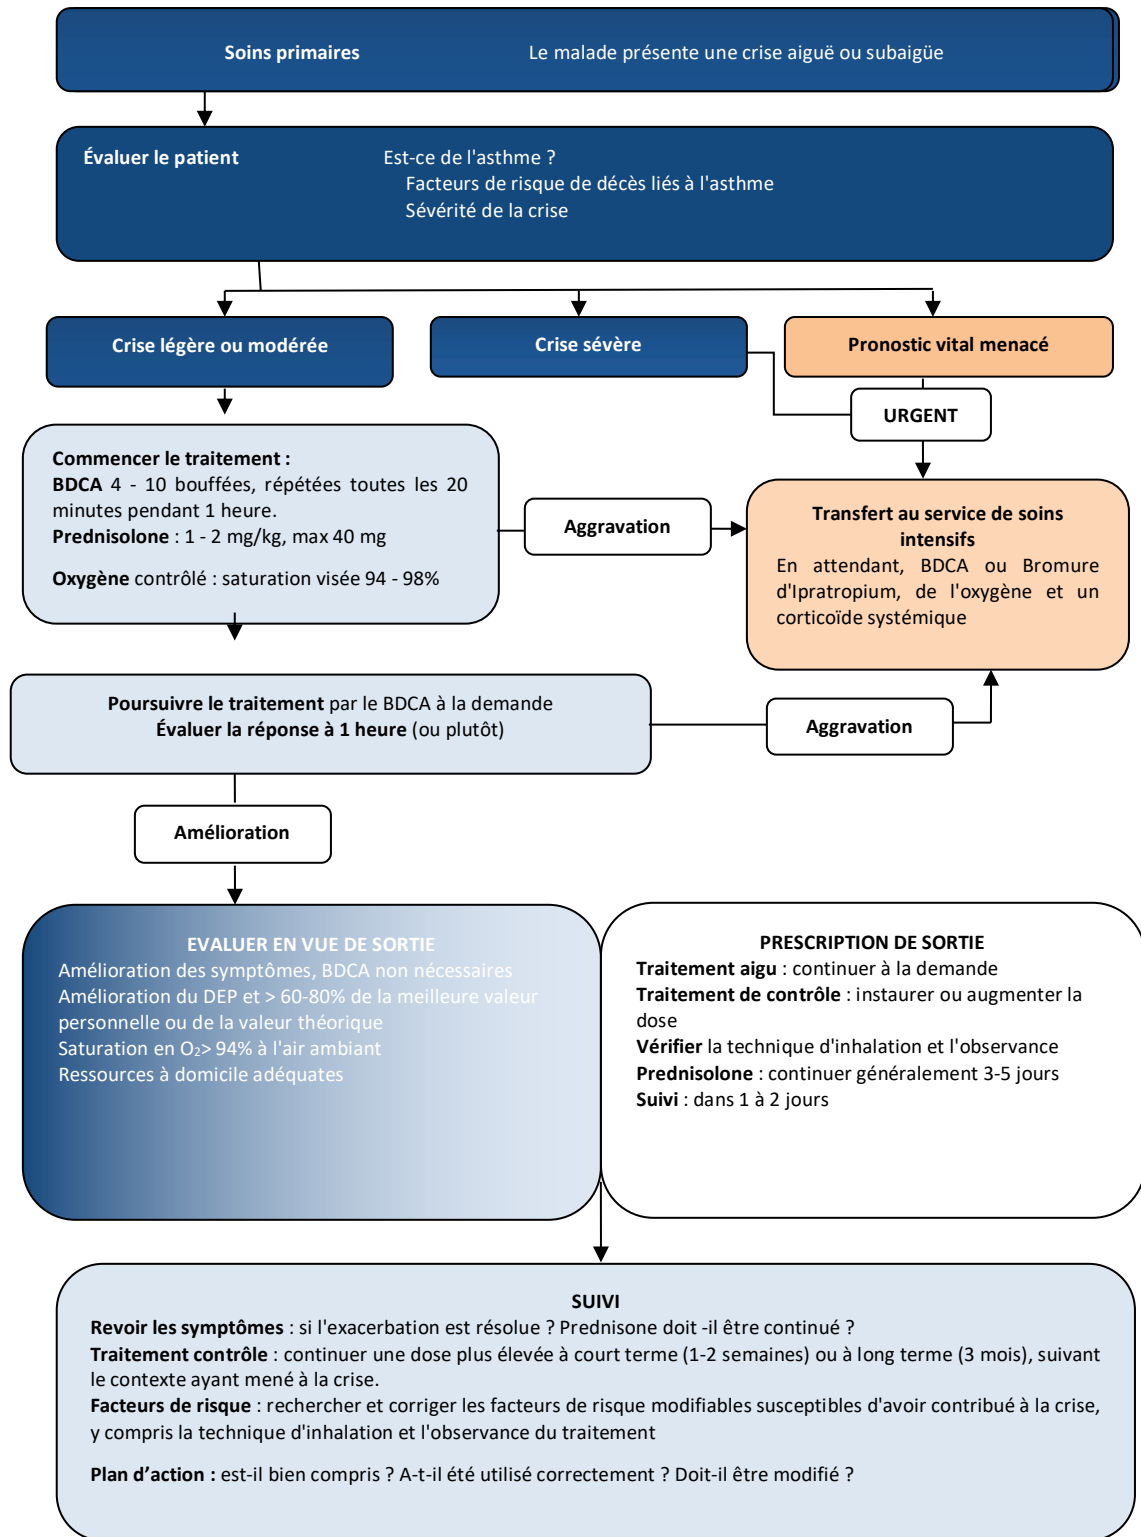 Soins primaires Le malade présente une crise aiguë ou subaigüe
Évaluer le patient Est-ce de l'asthme ?
Facteurs de risque de décès liés à l'asthme
Sévérité de la crise
Crise légère ou modérée
Crise sévère
Pronostic vital menacé
URGENT
Commencer le traitement :
BDCA 4 - 10 bouffées, répétées toutes les 20
minutes pendant 1 heure.
Prednisolone : 1 - 2 mg/kg, max 40 mg
Oxygène contrôlé : saturation visée 94 - 98%
Aggravation
Transfert au service de soins
intensifs
En attendant, BDCA ou Bromure
d'Ipratropium, de l'oxygène et un
corticoïde systémique
Poursuivre le traitement par le BDCA à la demande
Évaluer la réponse à 1 heure (ou plutôt)
Aggravation
Amélioration
EVALUER EN VUE DE SORTIE
Amélioration des symptômes, BDCA non nécessaires
Amélioration du DEP et > 60-80% de la meilleure valeur
personnelle ou de la valeur théorique
Saturation en O₂> 94% à l'air ambiant
Ressources à domicile adéquates
PRESCRIPTION DE SORTIE
Traitement aigu : continuer à la demande
Traitement de contrôle : instaurer ou augmenter la
dose
Vérifier la technique d'inhalation et l'observance
Prednisolone : continuer généralement 3-5 jours
Suivi : dans 1 à 2 jours
SUIVI
Revoir les symptômes : si l'exacerbation est résolue ? Prednisone doit -il être continué ?
Traitement contrôle : continuer une dose plus élevée à court terme (1-2 semaines) ou à long terme (3 mois), suivant
le contexte ayant mené à la crise.
Facteurs de risque : rechercher et corriger les facteurs de risque modifiables susceptibles d'avoir contribué à la crise,
y compris la technique d'inhalation et l'observance du traitement
Plan d’action : est-il bien compris ? A-t-il été utilisé correctement ? Doit-il être modifié ?